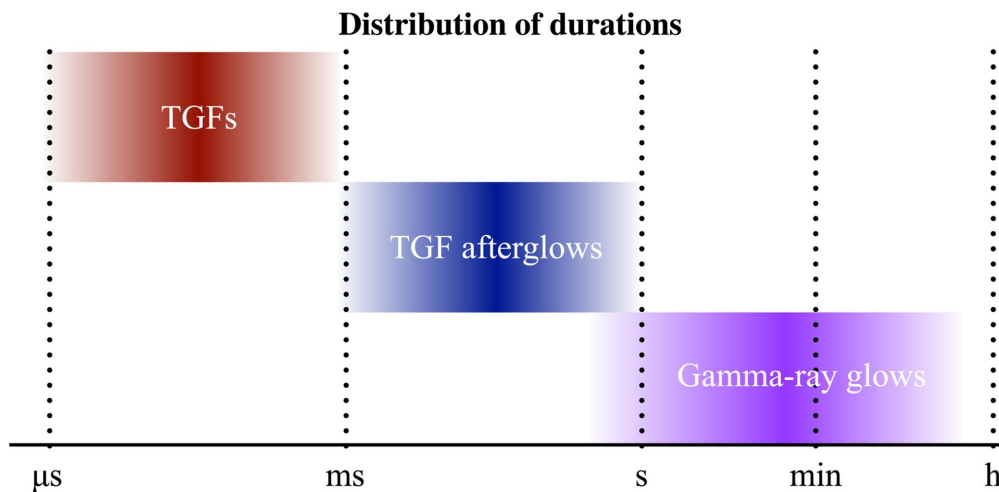 Distribution of durations
TGFs
TGF afterglows
Gamma-ray glows
μs ms s min h